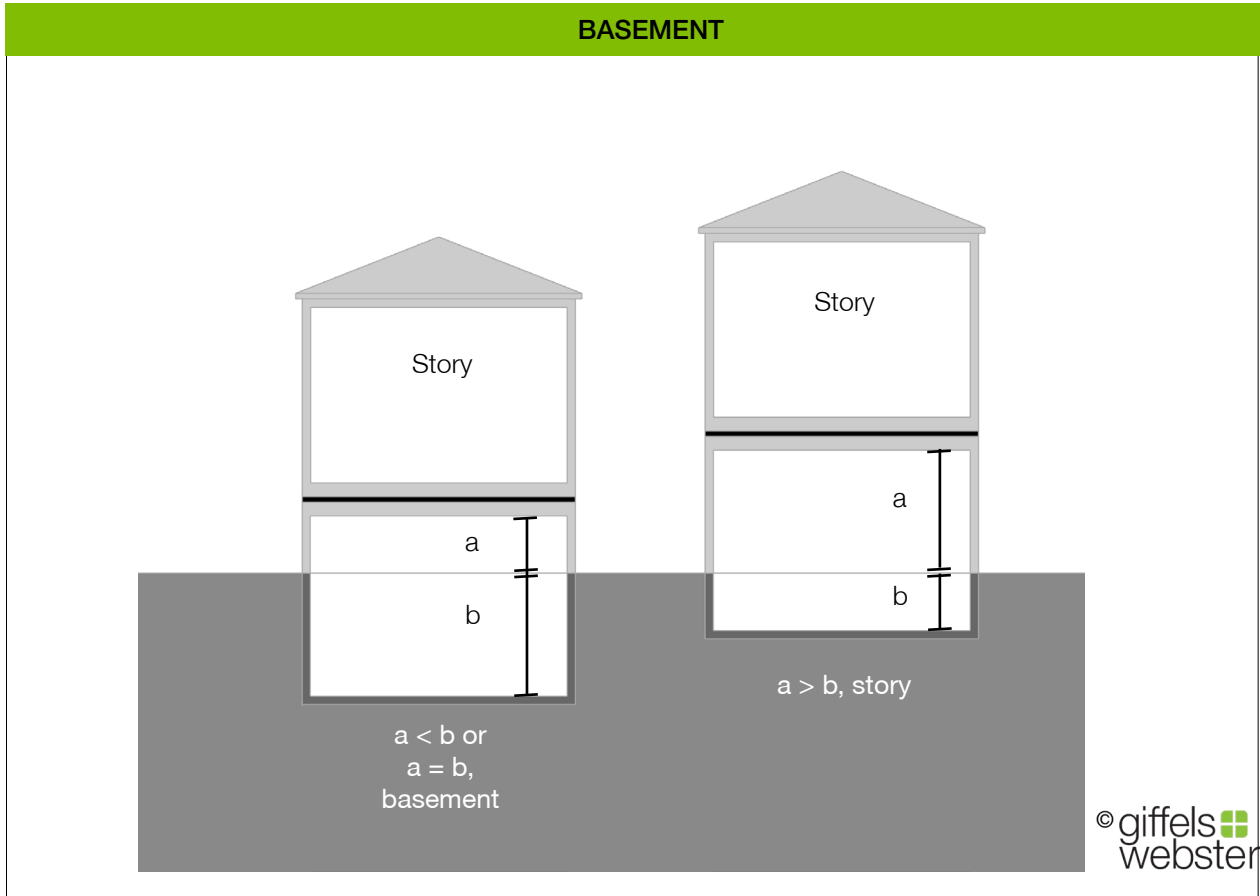 BASEMENT
Story
Story
a
b
a
b
a < b or
a = b,
basement
a > b, story
© giffels
webster